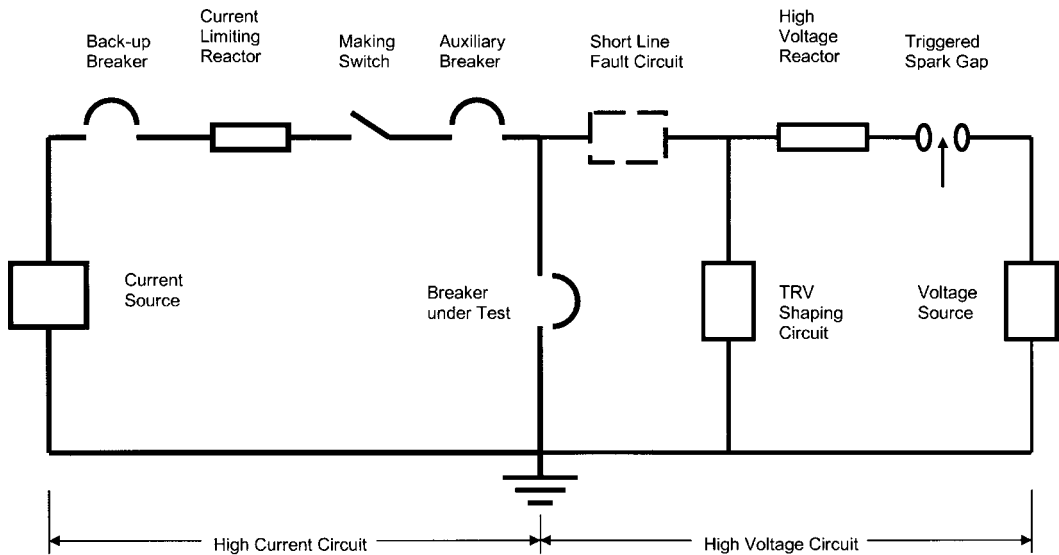 Back-up
Breaker
Current
Limiting
Reactor
Making
Switch
Auxiliary
Breaker
Short Line
Fault Circuit
High
Voltage
Reactor
Triggered
Spark Gap
Current
Source
Breaker
under Test
TRV
Shaping
Circuit
Voltage
Source
High Current Circuit
High Voltage Circuit